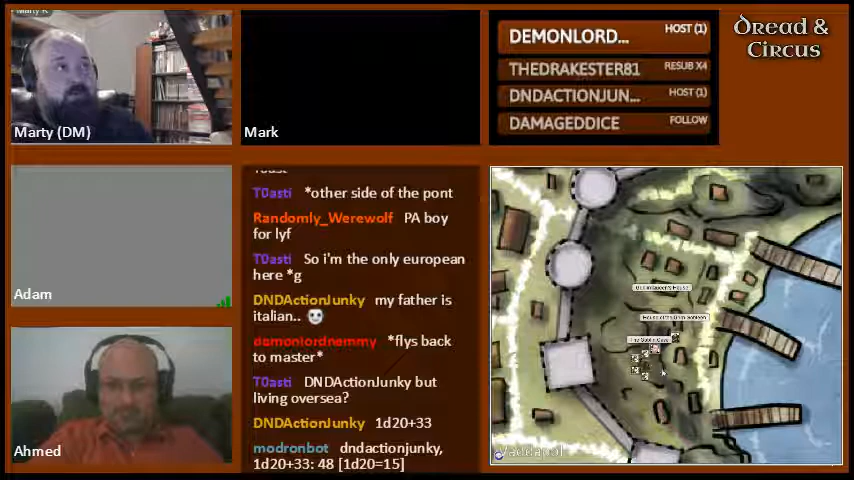 Marty (DM)
Mark
DEMONLORD... HOST (1)
THEDRAKESTER81 RESUB X4
DNDACTIONJUN... HOST (1)
DAMAGEDDICE FOLLOW
Dread &
Circus
Adam
Ahmed
T0asti *other side of the pont
Randomly_Werewolf PA boy
for lyf
T0asti So i'm the only european
here *g
DNDActionJunky my father is
italian..
demonlordnemmy *flys back
to master*
T0asti DNDActionJunky but
living oversea?
DNDActionJunky 1d20+33
modronbot dndactionjunky,
1d20+33: 48 [1d20=15]